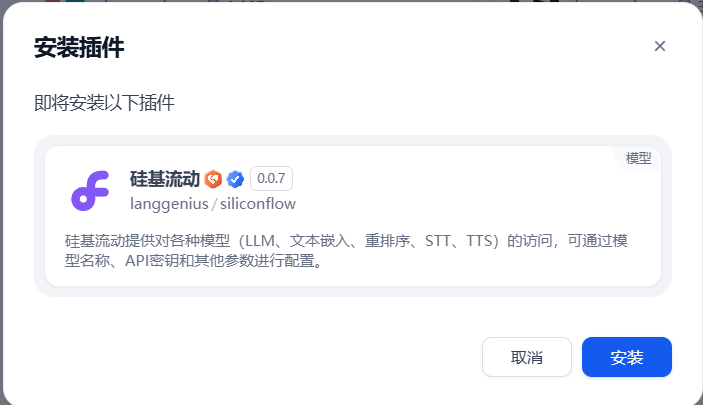 安装插件
即将安装以下插件
模型
硅基流动 0.0.7
langgenius / siliconflow
硅基流动提供对各种模型（LLM、文本嵌入、重排序、STT、TTS）的访问，可通过模
型名称、API密钥和其他参数进行配置。
取消 安装